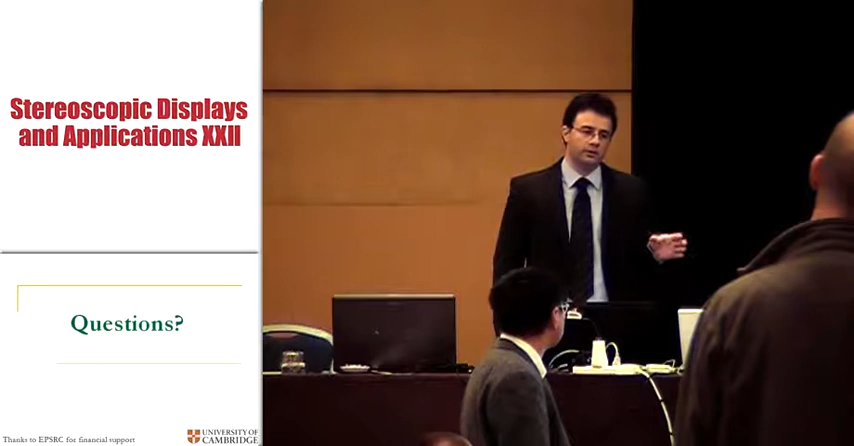 Stereoscopic Displays
and Applications XXII
Questions?
Thanks to EPSRC for financial support
UNIVERSITY OF
CAMBRIDGE